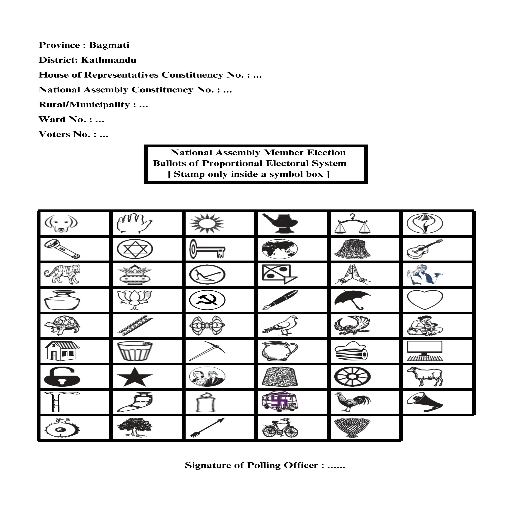 Province : Bagmati
District: Kathmandu
House of Representatives Constituency No. : ...
National Assembly Constituency No. : ...
Rural/Municipality : ...
Ward No. : ...
Voters No. : ...
National Assembly Member Election
Ballots of Proportional Electoral System
[ Stamp only inside a symbol box ]
Signature of Polling Officer : ......